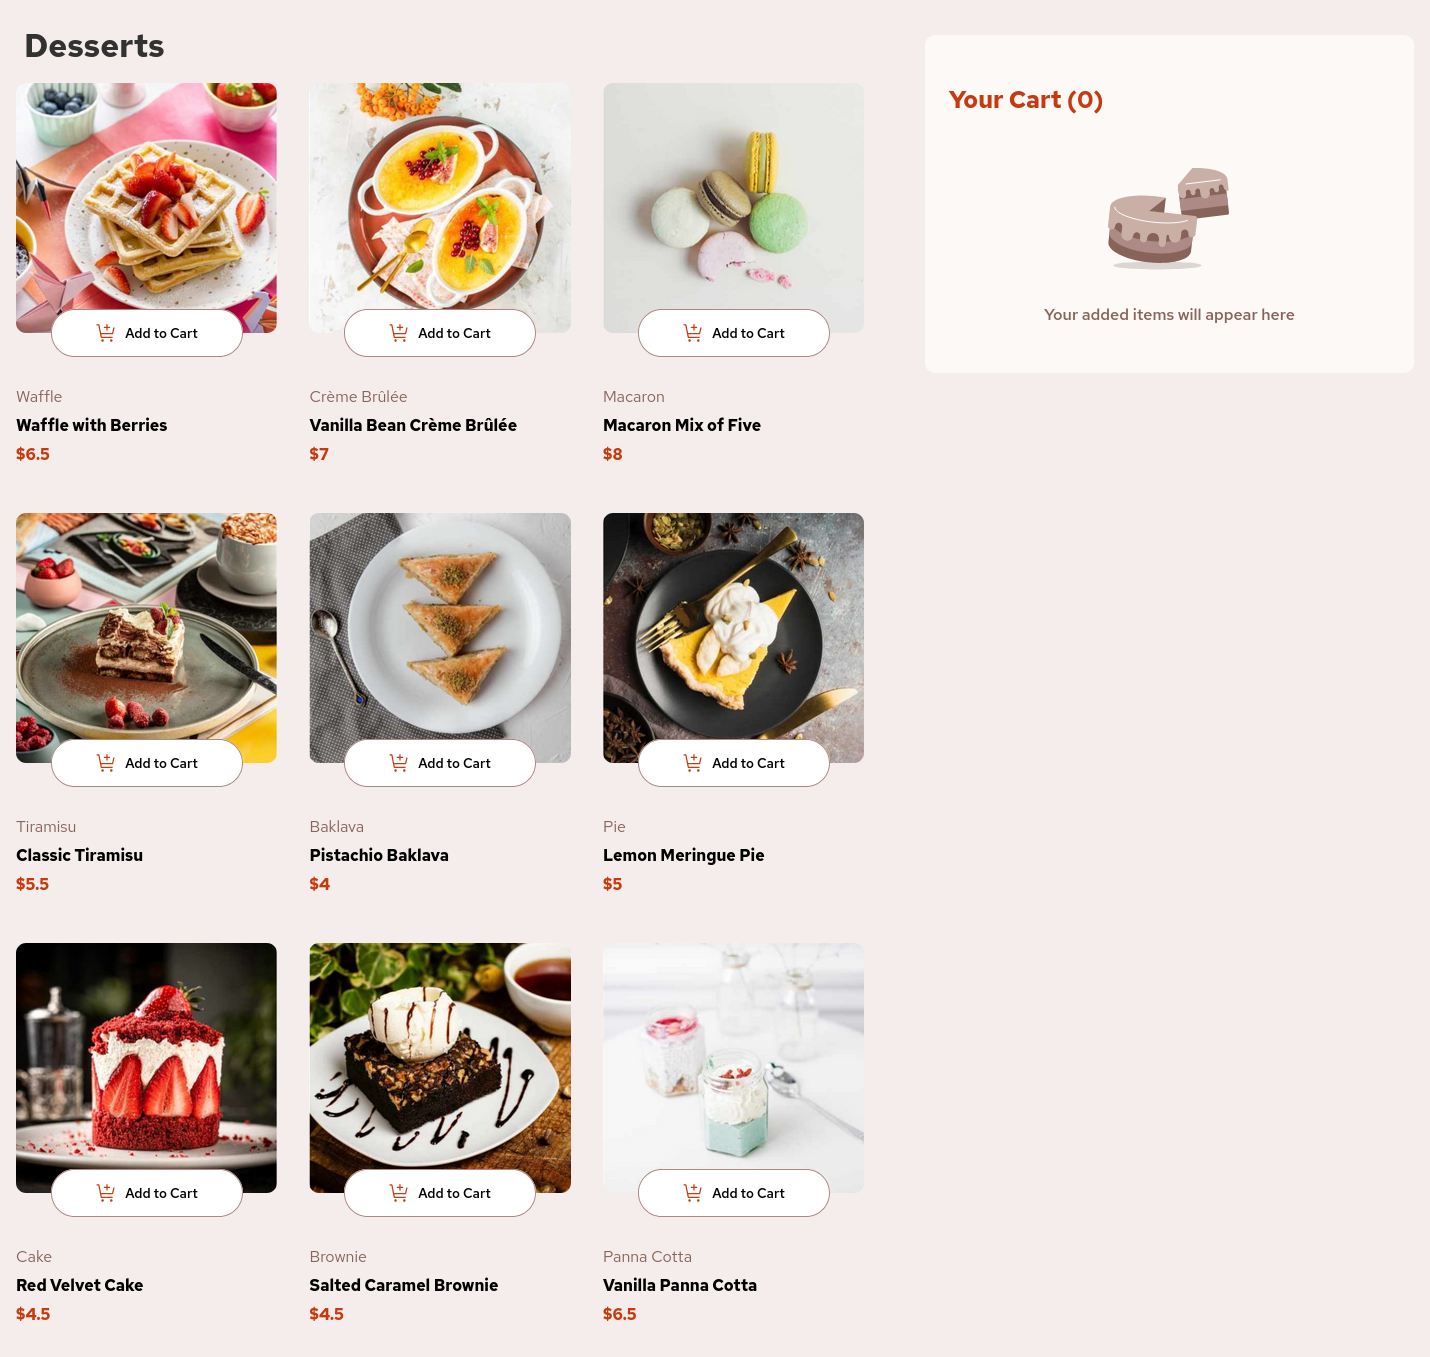 Desserts
Add to Cart
Waffle
Waffle with Berries
$6.5
Add to Cart
Crème Brûlée
Vanilla Bean Crème Brûlée
$7
Add to Cart
Macaron
Macaron Mix of Five
$8
Add to Cart
Tiramisu
Classic Tiramisu
$5.5
Add to Cart
Baklava
Pistachio Baklava
$4
Add to Cart
Pie
Lemon Meringue Pie
$5
Add to Cart
Cake
Red Velvet Cake
$4.5
Add to Cart
Brownie
Salted Caramel Brownie
$4.5
Add to Cart
Panna Cotta
Vanilla Panna Cotta
$6.5
Your Cart (0)
Your added items will appear here